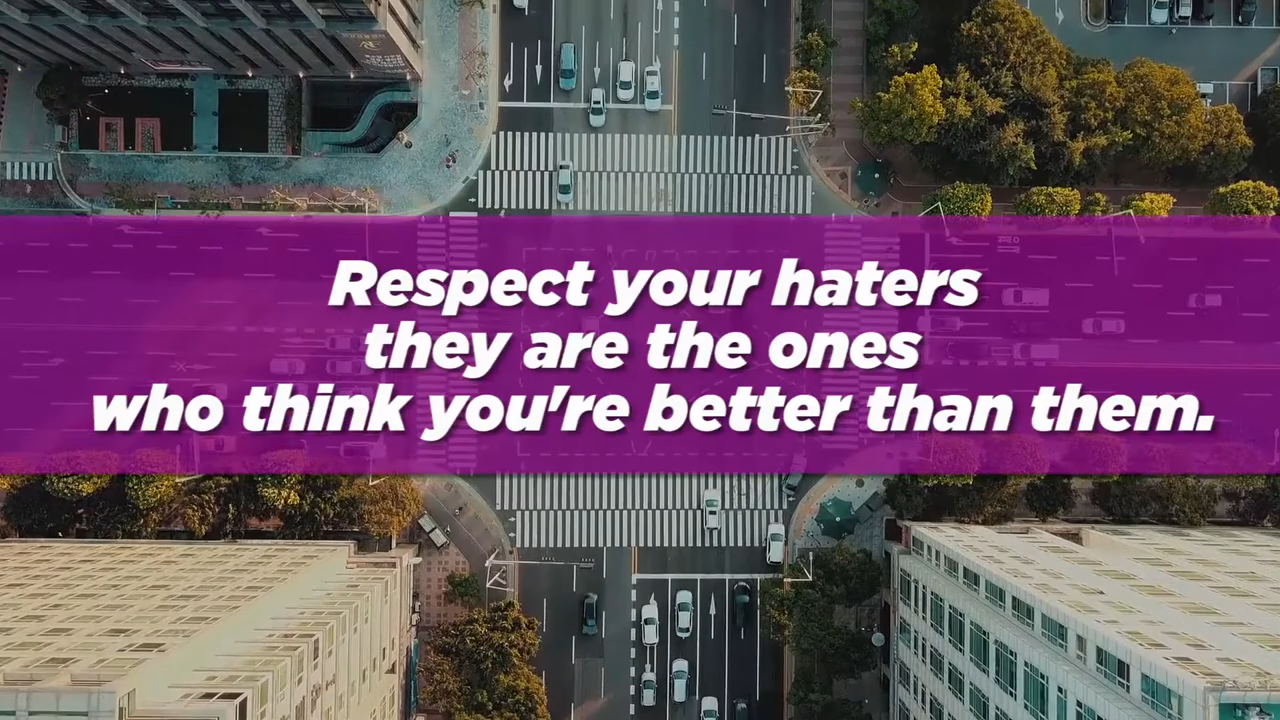 Respect your haters
they are the ones
who think you're better than them.